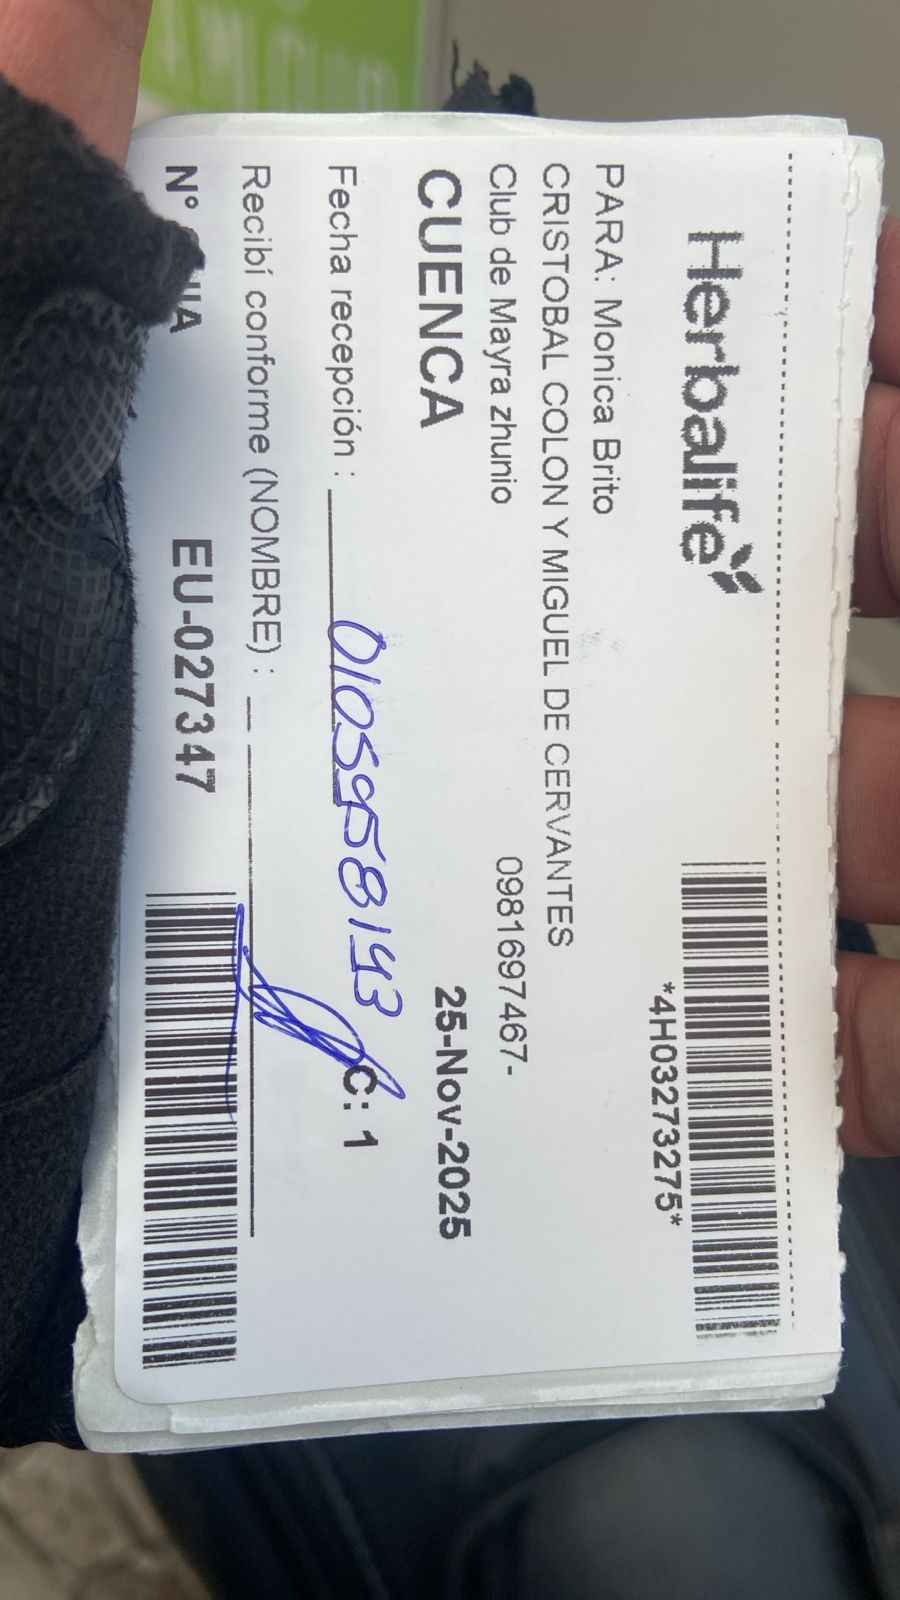 Herbalife
*4H03273275*
PARA: Monica Brito
CRISTOBAL COLON Y MIGUEL DE CERVANTES
Club de Mayra zhunio 0981697467-
CUENCA 25-Nov-2025
Fecha recepción : 0105958143 C: 1
Recibí conforme (NOMBRE) :
N° EU-027347